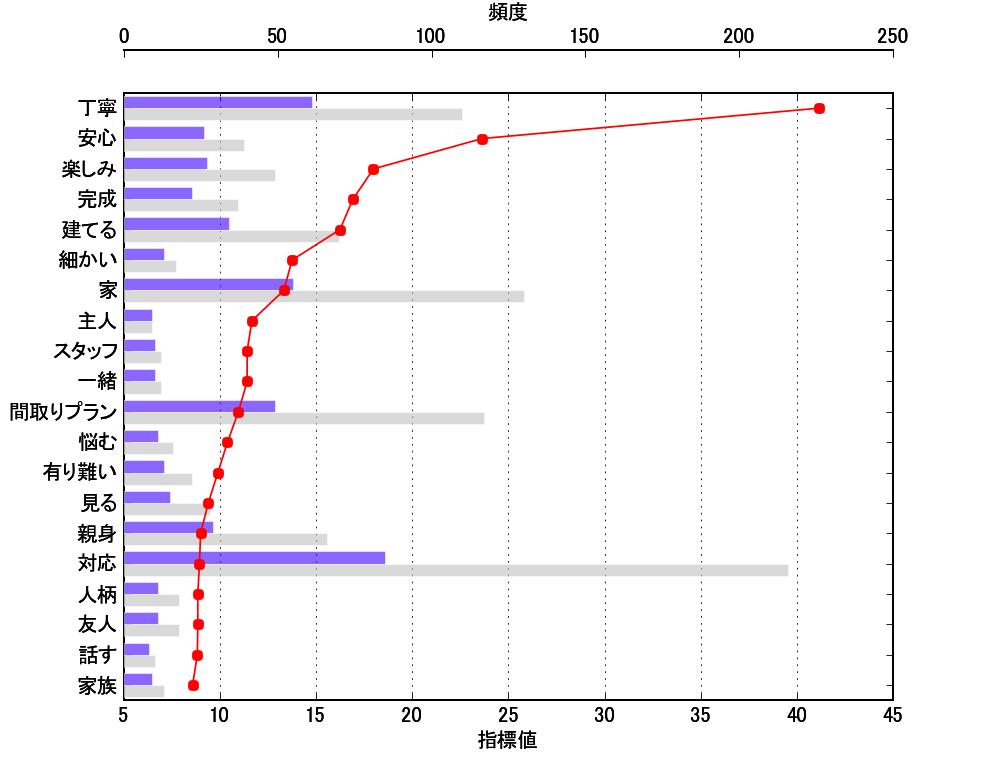 頻度
0 50 100 150 200 250
丁寧
安心
楽しみ
完成
建てる
細かい
家
主人
スタッフ
一緒
間取りプラン
悩む
有り難い
見る
親身
対応
人柄
友人
話す
家族
5 10 15 20 25 30 35 40 45
指標値